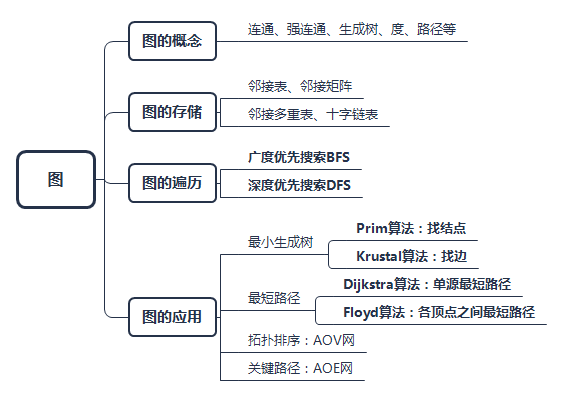 图
图的概念
连通、强连通、生成树、度、路径等
图的存储
邻接表、邻接矩阵
邻接多重表、十字链表
图的遍历
广度优先搜索BFS
深度优先搜索DFS
图的应用
最小生成树
Prim算法：找结点
Krustal算法：找边
最短路径
Dijkstra算法：单源最短路径
Floyd算法：各顶点之间最短路径
拓扑排序：AOV网
关键路径：AOE网